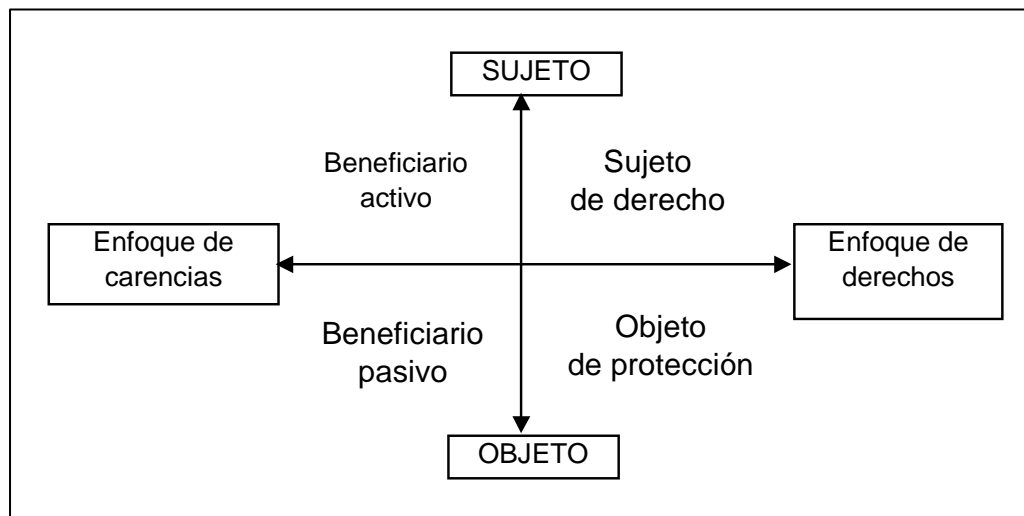 SUJETO
Beneficiario
activo
Sujeto
de derecho
Enfoque de
carencias
Enfoque de
derechos
Beneficiario
pasivo
Objeto
de protección
OBJETO